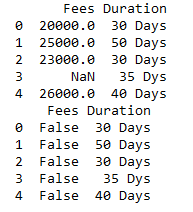 Fees Duration
0 20000.0 30 Days
1 25000.0 50 Days
2 23000.0 30 Days
3 NaN 35 Dys
4 26000.0 40 Days
Fees Duration
0 False 30 Days
1 False 50 Days
2 False 30 Days
3 False 35 Dys
4 False 40 Days